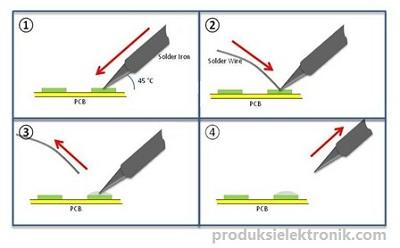 ①
Solder Iron
45 °C
PCB
②
Solder Wire
PCB
③
PCB
④
PCB
produksielektronik.com